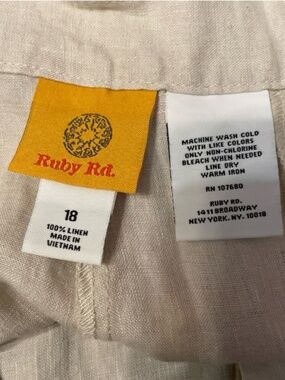 Ruby Rd.
18
100% LINEN
MADE IN
VIETNAM
MACHINE WASH COLD
WITH LIKE COLORS
ONLY NON-CHLORINE
BLEACH WHEN NEEDED
LINE DRY
WARM IRON
RN 107680
RUBY RD.
1411 BROADWAY
NEW YORK. NY. 10018